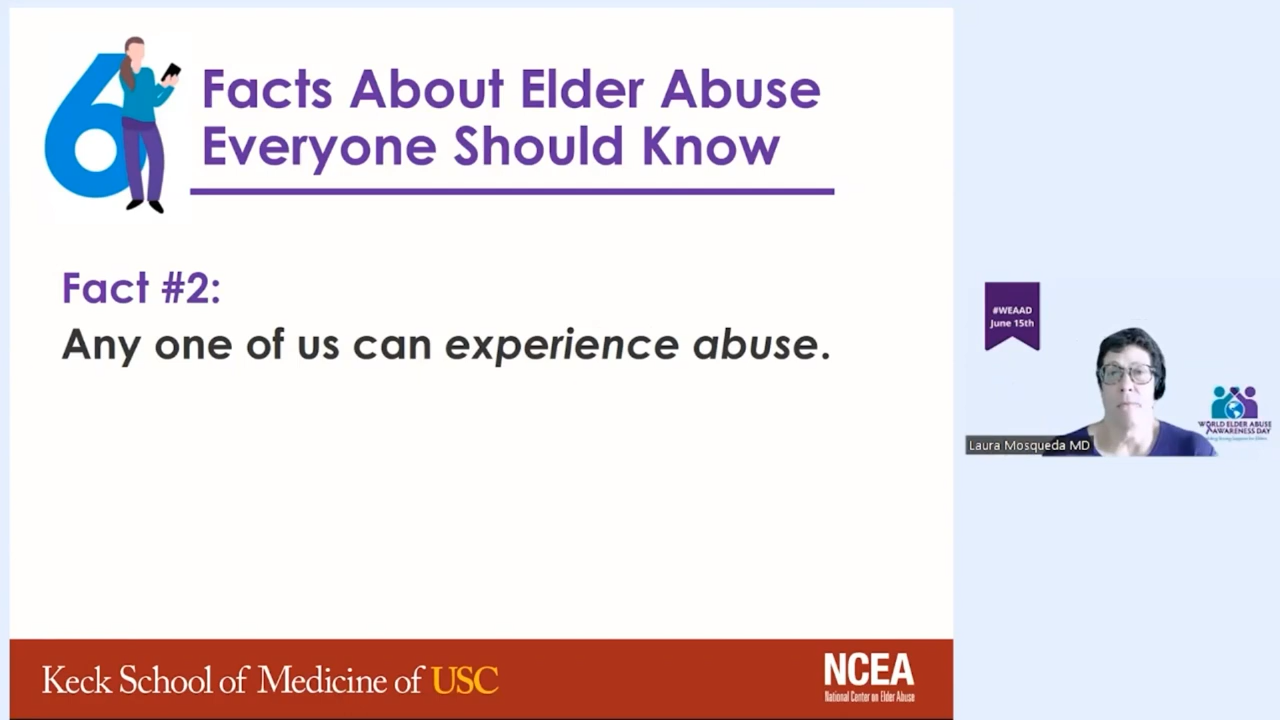 6
Facts About Elder Abuse
Everyone Should Know
Fact #2:
Any one of us can experience abuse.
Keck School of Medicine of USC
NCEA
National Center on Elder Abuse
#WEAAD
June 15th
WORLD ELDER ABUSE
AWARENESS DAY
Laura Mosqueda MD